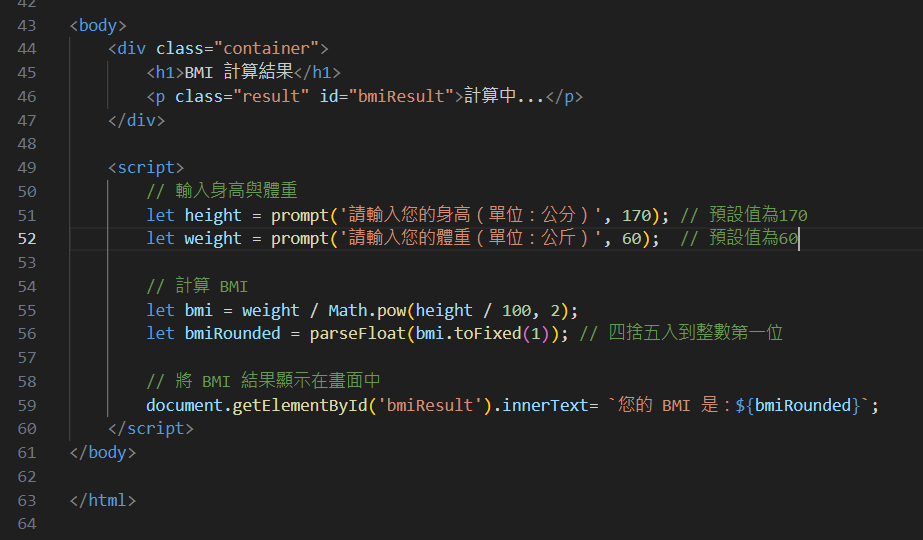 42
43 <body>
44     <div class="container">
45         <h1>BMI 計算結果</h1>
46         <p class="result" id="bmiResult">計算中...</p>
47     </div>
48
49     <script>
50         // 輸入身高與體重
51         let height = prompt('請輸入您的身高（單位：公分）', 170); // 預設值為170
52         let weight = prompt('請輸入您的體重（單位：公斤）', 60);  // 預設值為60
53
54         // 計算 BMI
55         let bmi = weight / Math.pow(height / 100, 2);
56         let bmiRounded = parseFloat(bmi.toFixed(1)); // 四捨五入到整數第一位
57
58         // 將 BMI 結果顯示在畫面中
59         document.getElementById('bmiResult').innerText= `您的 BMI 是：${bmiRounded}`;
60     </script>
61 </body>
62
63 </html>
64